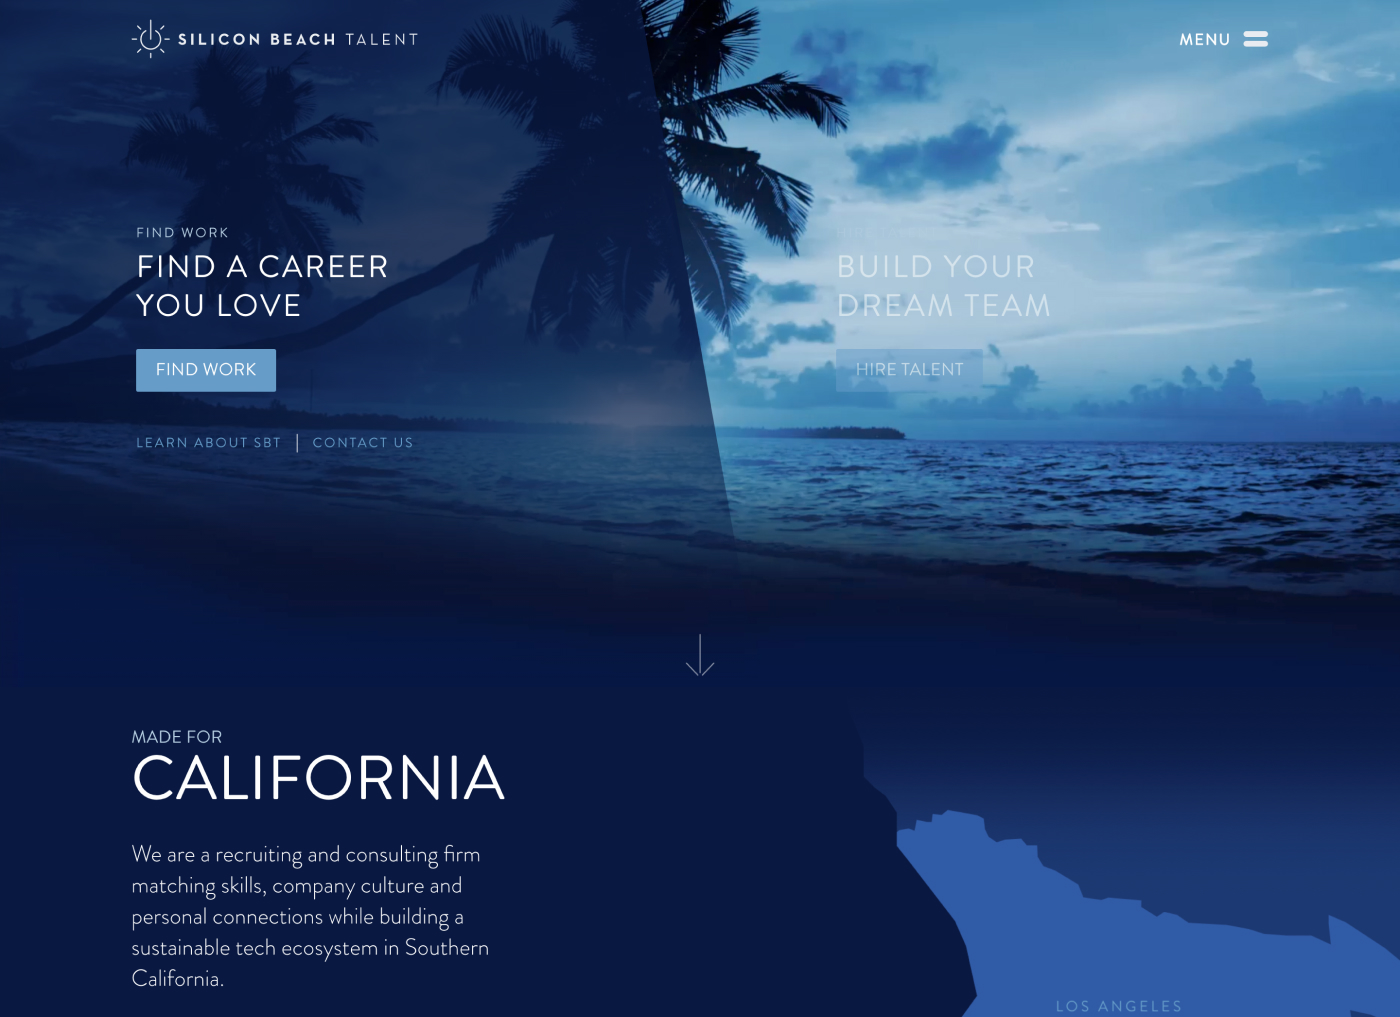 SILICON BEACH TALENT
MENU
FIND WORK
FIND A CAREER
YOU LOVE
FIND WORK
LEARN ABOUT SBT | CONTACT US
BUILD YOUR
DREAM TEAM
HIRE TALENT
MADE FOR
CALIFORNIA
We are a recruiting and consulting firm
matching skills, company culture and
personal connections while building a
sustainable tech ecosystem in Southern
California.
LOS ANGELES